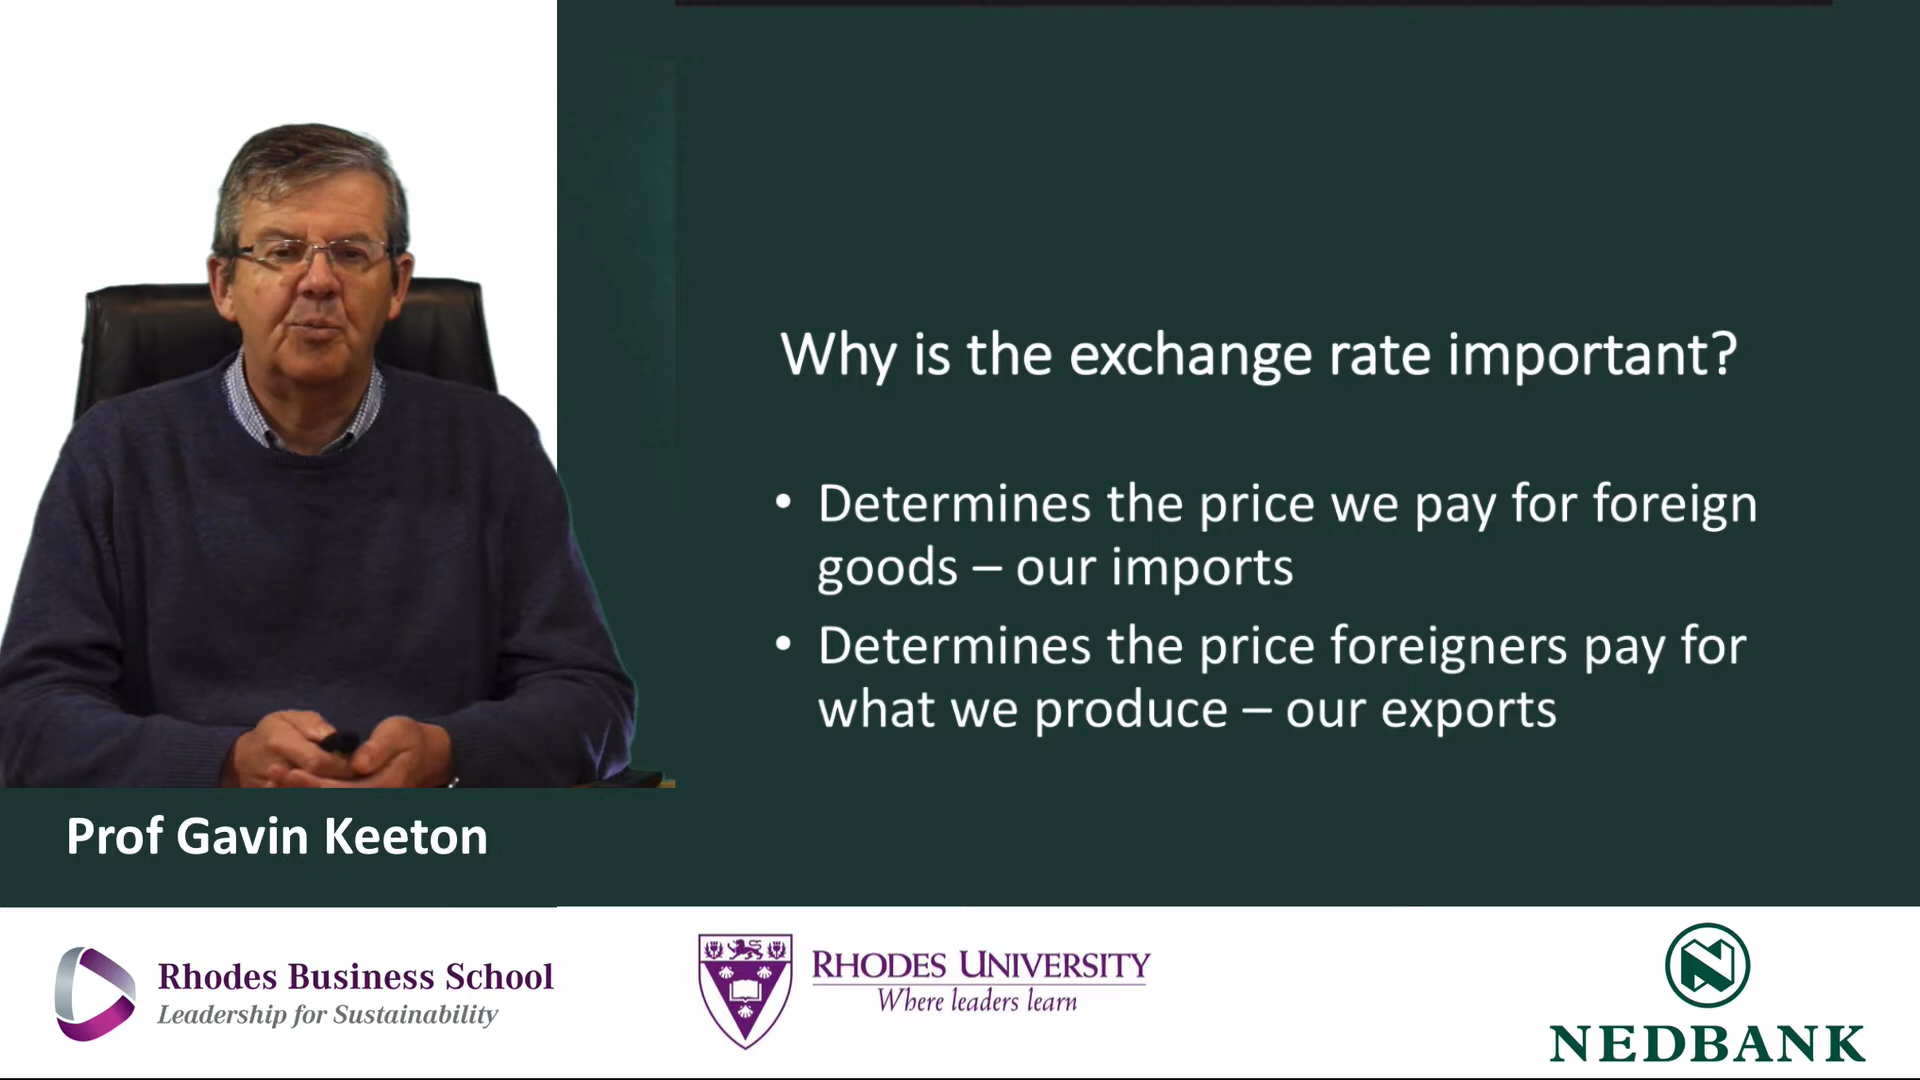 Why is the exchange rate important?
• Determines the price we pay for foreign
goods – our imports
• Determines the price foreigners pay for
what we produce – our exports
Prof Gavin Keeton
Rhodes Business School
Leadership for Sustainability
RHODES UNIVERSITY
Where leaders learn
NEDBANK